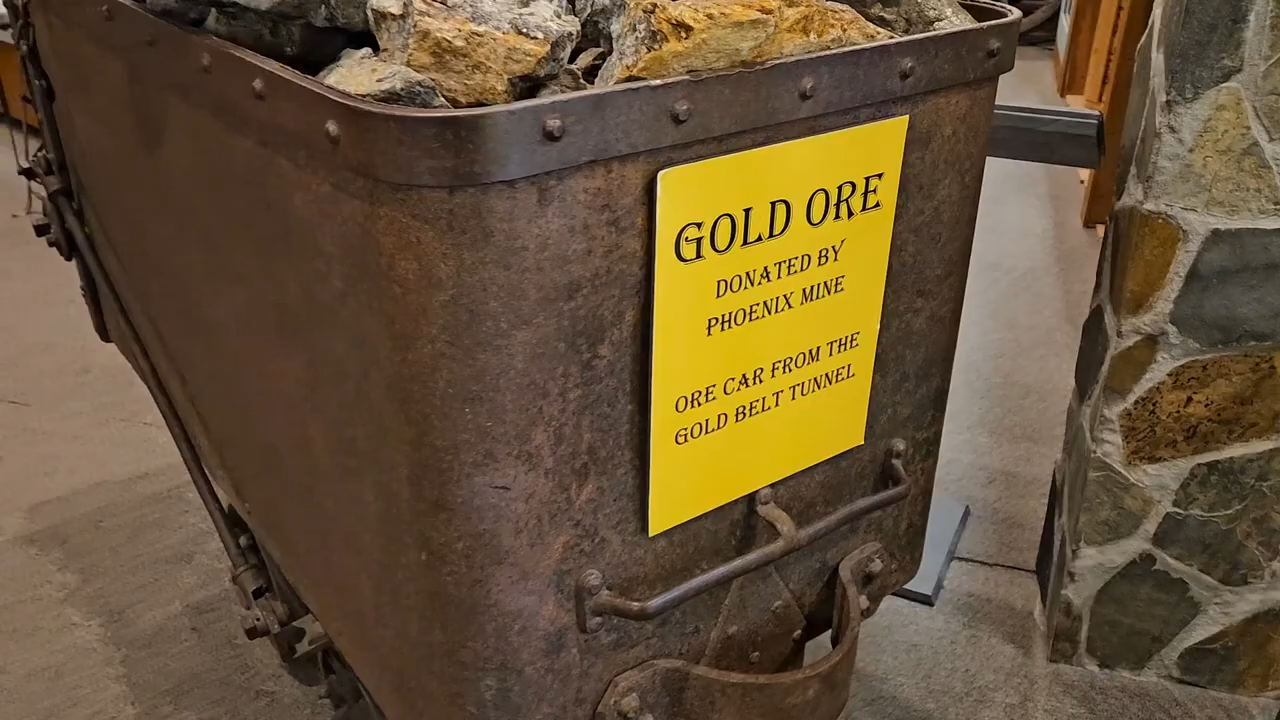 GOLD ORE
DONATED BY
PHOENIX MINE
ORE CAR FROM THE
GOLD BELT TUNNEL